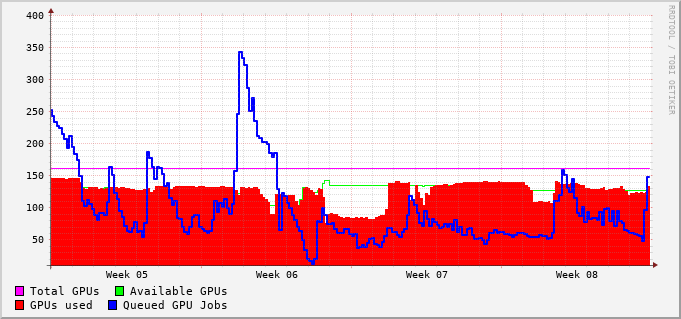 400
350
300
250
200
150
100
50
Week 05 Week 06 Week 07 Week 08
Total GPUs Available GPUs
GPUs used Queued GPU Jobs
RRDTOOL / TOBI OETIKER